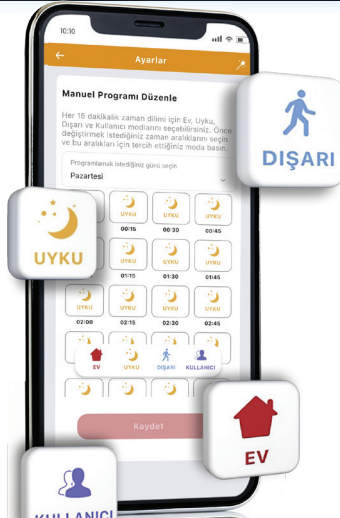 10:10
Ayarlar
Manuel Programı Düzenle
Her 15 dakikalık zaman dilimi için Ev, Uyku,
Dışarı ve Kullanıcı modlarını seçebilirsiniz. Önce
değiştirmek istediğiniz zaman aralıklarını seçin
ve bu aralıkları için tercih ettiğiniz moda basın.
Programlamak istediğiniz günü seçin
Pazartesi
DIŞARI
UYKU UYKU UYKU
00:15 00:30 00:45
UYKU
UYKU UYKU UYKU
01:15 01:30 01:45
UYKU UYKU UYKU UYKU
02:00 02:15 02:30 02:45
EV UYKU DIŞARI KULLANICI
Kaydet
EV
KULLANICI